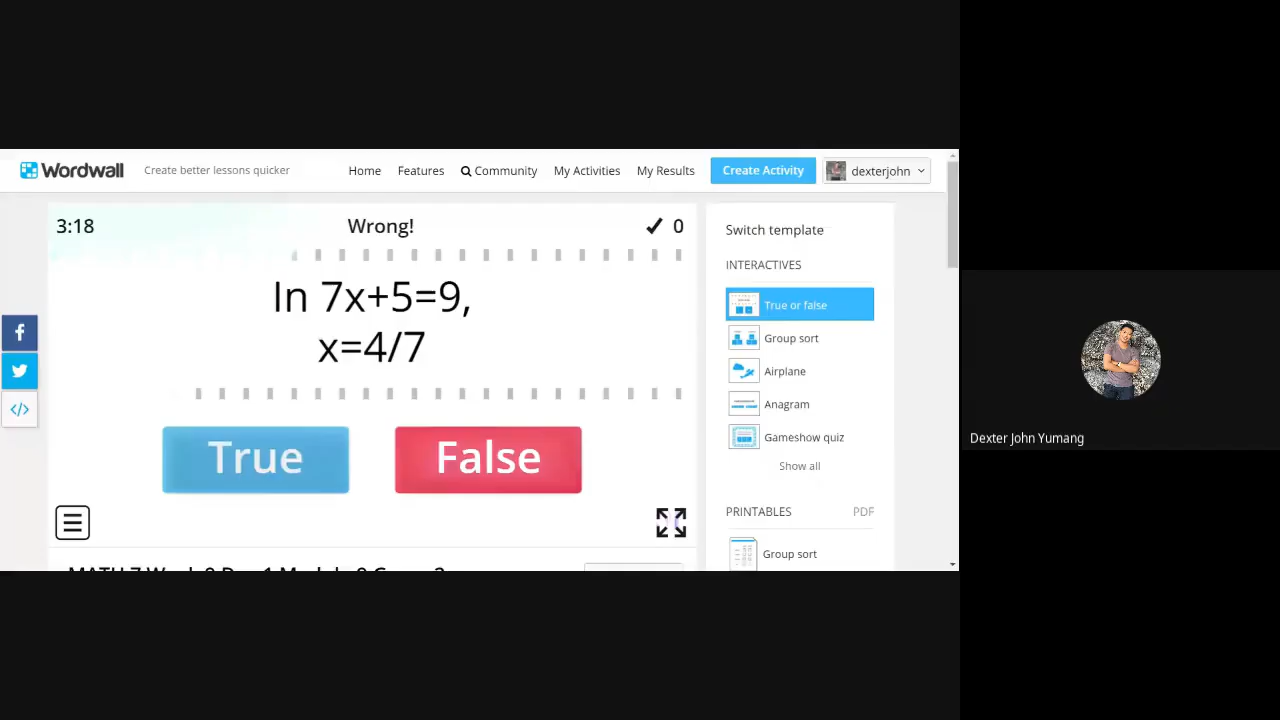 Wordwall
Create better lessons quicker
Home
Features
Community
My Activities
My Results
Create Activity
dexterjohn
3:18
Wrong!
0
In 7x+5=9,
x=4/7
True
False
Switch template
INTERACTIVES
True or false
Group sort
Airplane
Anagram
Gameshow quiz
Show all
PRINTABLES
PDF
Group sort
Dexter John Yumang